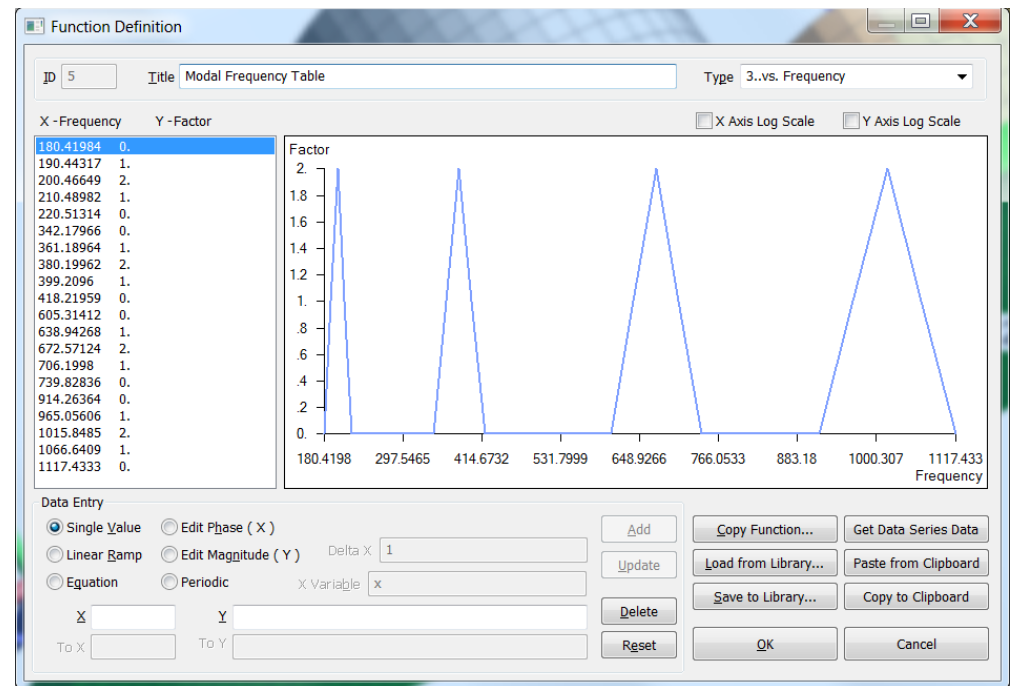 Function Definition
ID 5 Title Modal Frequency Table Type 3..vs. Frequency
X -Frequency Y -Factor X Axis Log Scale Y Axis Log Scale
180.41984 0.
190.44317 1.
200.46649 2.
210.48982 1.
220.51314 0.
342.17966 0.
361.18964 1.
380.19962 2.
399.2096 1.
418.21959 0.
605.31412 0.
638.94268 1.
672.57124 2.
706.1998 1.
739.82836 0.
914.26364 0.
965.05606 1.
1015.8485 2.
1066.6409 1.
1117.4333 0.
Factor
2.
1.8
1.6
1.4
1.2
1.
.8
.6
.4
.2
0.
180.4198 297.5465 414.6732 531.7999 648.9266 766.0533 883.18 1000.307 1117.433
Frequency
Data Entry
Single Value Edit Phase ( X )
Linear Ramp Edit Magnitude ( Y ) Delta X 1
Equation Periodic X Variable x
X Y
To X To Y
Add
Update
Delete
Reset
Copy Function... Get Data Series Data
Load from Library... Paste from Clipboard
Save to Library... Copy to Clipboard
OK Cancel